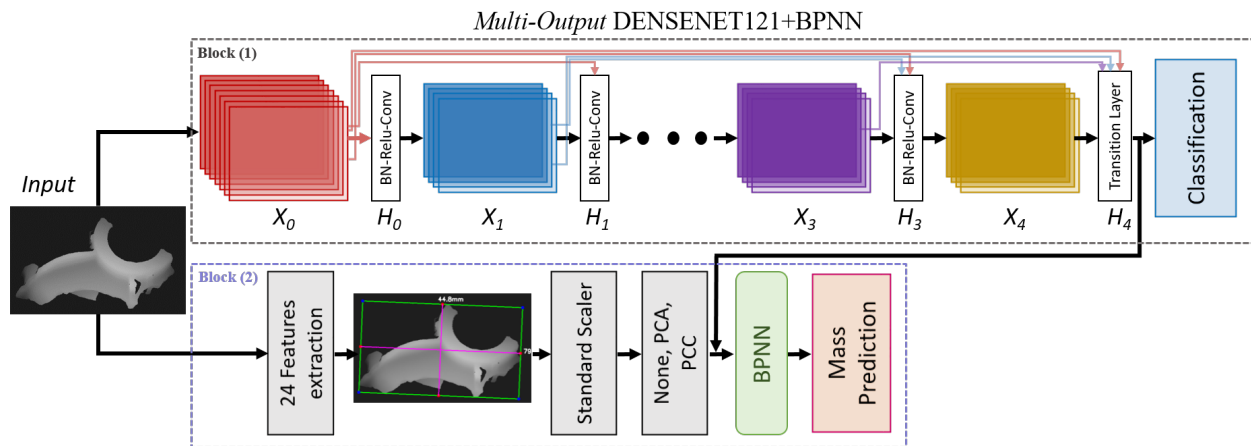 Multi-Output DENSENET121+BPNN
Block (1)
Input
X0
BN-Relu-Conv
H0
X1
BN-Relu-Conv
H1
X3
BN-Relu-Conv
H3
X4
Transition Layer
H4
Classification
Block (2)
24 Features
extraction
44.8mm
79
Standard Scaler
None, PCA,
PCC
BPNN
Mass
Prediction